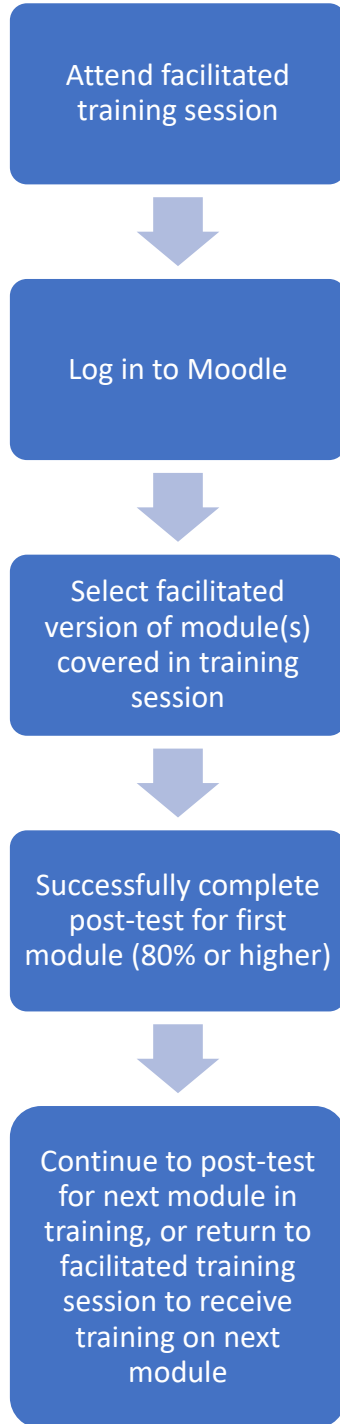 Attend facilitated
training session
Log in to Moodle
Select facilitated
version of module(s)
covered in training
session
Successfully complete
post-test for first
module (80% or higher)
Continue to post-test
for next module in
training, or return to
facilitated training
session to receive
training on next
module